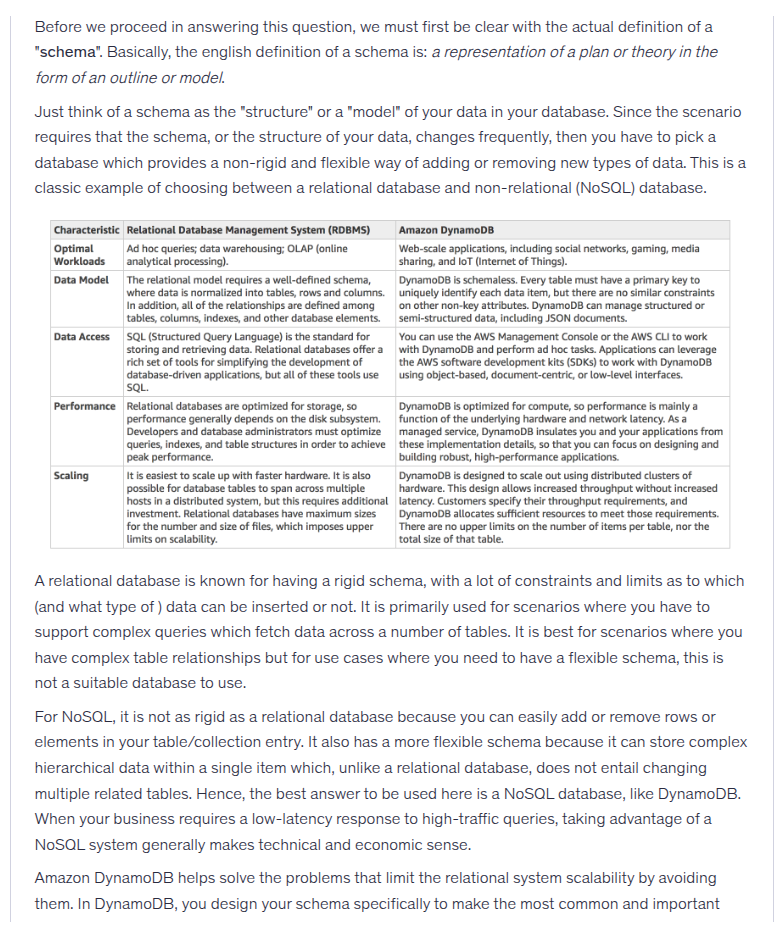 Before we proceed in answering this question, we must first be clear with the actual definition of a
"schema". Basically, the english definition of a schema is: a representation of a plan or theory in the
form of an outline or model.
Just think of a schema as the "structure" or a "model" of your data in your database. Since the scenario
requires that the schema, or the structure of your data, changes frequently, then you have to pick a
database which provides a non-rigid and flexible way of adding or removing new types of data. This is a
classic example of choosing between a relational database and non-relational (NoSQL) database.
Characteristic Relational Database Management System (RDBMS) Amazon DynamoDB
Optimal
Workloads
Ad hoc queries; data warehousing; OLAP (online
analytical processing).
Web-scale applications, including social networks, gaming, media
sharing, and IoT (Internet of Things).
Data Model
The relational model requires a well-defined schema,
where data is normalized into tables, rows and columns.
In addition, all of the relationships are defined among
tables, columns, indexes, and other database elements.
DynamoDB is schemaless. Every table must have a primary key to
uniquely identify each data item, but there are no similar constraints
on other non-key attributes. DynamoDB can manage structured or
semi-structured data, including JSON documents.
Data Access
SQL (Structured Query Language) is the standard for
storing and retrieving data. Relational databases offer a
rich set of tools for simplifying the development of
database-driven applications, but all of these tools use
SQL.
You can use the AWS Management Console or the AWS CLI to work
with DynamoDB and perform ad hoc tasks. Applications can leverage
the AWS software development kits (SDKs) to work with DynamoDB
using object-based, document-centric, or low-level interfaces.
Performance
Relational databases are optimized for storage, so
performance generally depends on the disk subsystem.
Developers and database administrators must optimize
queries, indexes, and table structures in order to achieve
peak performance.
DynamoDB is optimized for compute, so performance is mainly a
function of the underlying hardware and network latency. As a
managed service, DynamoDB insulates you and your applications from
these implementation details, so that you can focus on designing and
building robust, high-performance applications.
Scaling
It is easiest to scale up with faster hardware. It is also
possible for database tables to span across multiple
hosts in a distributed system, but this requires additional
investment. Relational databases have maximum sizes
for the number and size of files, which imposes upper
limits on scalability.
DynamoDB is designed to scale out using distributed clusters of
hardware. This design allows increased throughput without increased
latency. Customers specify their throughput requirements, and
DynamoDB allocates sufficient resources to meet those requirements.
There are no upper limits on the number of items per table, nor the
total size of that table.
A relational database is known for having a rigid schema, with a lot of constraints and limits as to which
(and what type of ) data can be inserted or not. It is primarily used for scenarios where you have to
support complex queries which fetch data across a number of tables. It is best for scenarios where you
have complex table relationships but for use cases where you need to have a flexible schema, this is
not a suitable database to use.
For NoSQL, it is not as rigid as a relational database because you can easily add or remove rows or
elements in your table/collection entry. It also has a more flexible schema because it can store complex
hierarchical data within a single item which, unlike a relational database, does not entail changing
multiple related tables. Hence, the best answer to be used here is a NoSQL database, like DynamoDB.
When your business requires a low-latency response to high-traffic queries, taking advantage of a
NoSQL system generally makes technical and economic sense.
Amazon DynamoDB helps solve the problems that limit the relational system scalability by avoiding
them. In DynamoDB, you design your schema specifically to make the most common and important